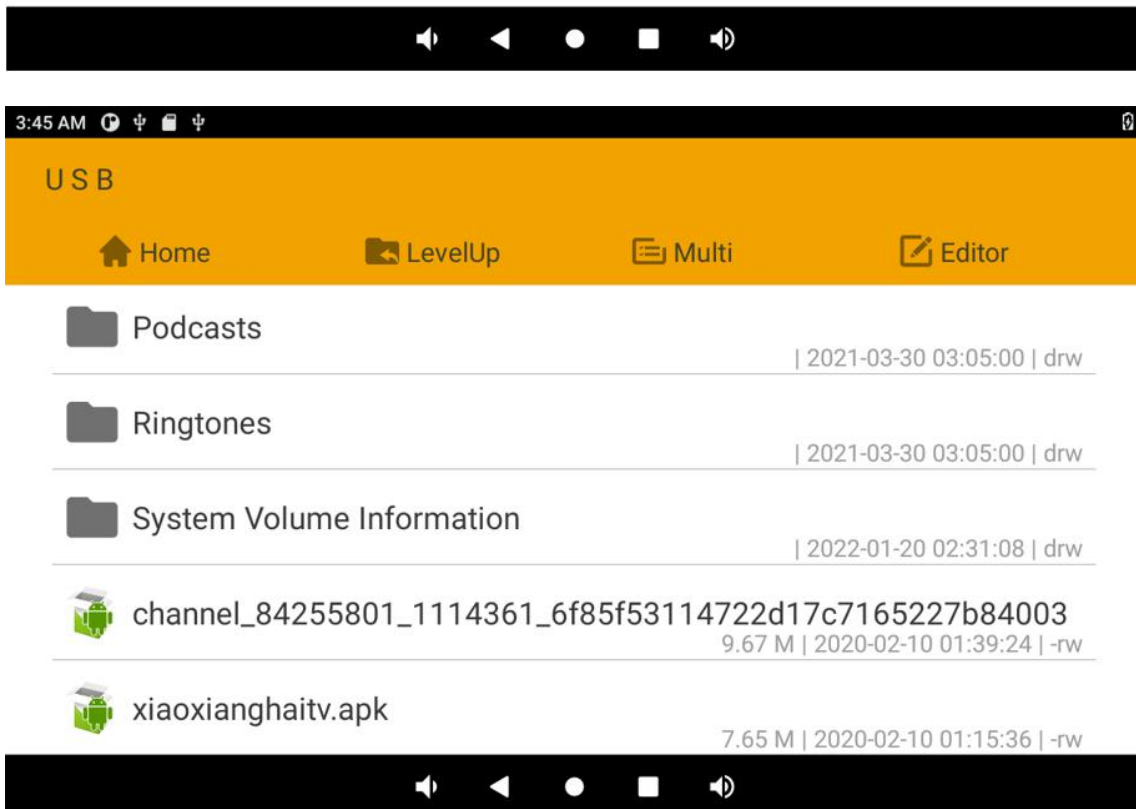 3:45 AM
U S B
Home LevelUp Multi Editor
Podcasts
| 2021-03-30 03:05:00 | drw
Ringtones
| 2021-03-30 03:05:00 | drw
System Volume Information
| 2022-01-20 02:31:08 | drw
channel_84255801_1114361_6f85f53114722d17c7165227b84003
9.67 M | 2020-02-10 01:39:24 | -rw
xiaoxianghaitv.apk
7.65 M | 2020-02-10 01:15:36 | -rw